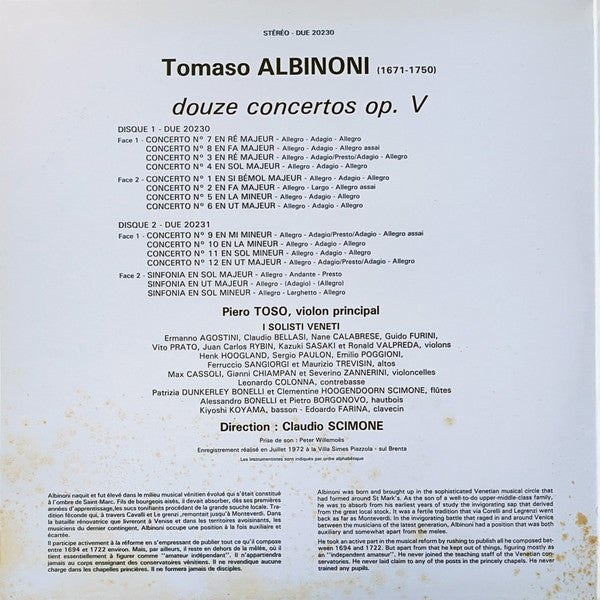 STÉRÉO - DUE 20230
Tomaso ALBINONI (1671-1750)
douze concertos op. V
DISQUE 1 - DUE 20230
Face 1 - CONCERTO N° 7 EN RÉ MAJEUR - Allegro - Adagio - Allegro
CONCERTO N° 8 EN FA MAJEUR - Allegro - Adagio - Allegro assai
CONCERTO N° 3 EN RÉ MAJEUR - Allegro - Adagio/Presto/Adagio - Allegro
CONCERTO N° 4 EN SOL MAJEUR - Allegro - Adagio - Allegro
Face 2 - CONCERTO N° 1 EN SI BÉMOL MAJEUR - Allegro - Adagio - Allegro
CONCERTO N° 2 EN FA MAJEUR - Allegro - Largo - Allegro assai
CONCERTO N° 5 EN LA MINEUR - Allegro - Adagio - Allegro
CONCERTO N° 6 EN UT MAJEUR - Allegro - Adagio - Allegro
DISQUE 2 - DUE 20231
Face 1 - CONCERTO N° 9 EN MI MINEUR - Allegro - Adagio/Presto/Adagio - Allegro assai
CONCERTO N° 10 EN LA MINEUR - Allegro - Adagio - Allegro
CONCERTO N° 11 EN SOL MINEUR - Allegro - Adagio - Allegro
CONCERTO N° 12 EN UT MAJEUR - Allegro - Adagio/Presto/Adagio - Allegro
Face 2 - SINFONIA EN SOL MAJEUR - Allegro - Andante - Presto
SINFONIA EN UT MAJEUR - Allegro - (Adagio) - (Allegro)
SINFONIA EN SOL MINEUR - Allegro - Larghetto - Allegro
Piero TOSO, violon principal
I SOLISTI VENETI
Ermanno AGOSTINI, Claudio BELLASI, Nane CALABRESE, Guido FURINI,
Vito PRATO, Juan Carlos RYBIN, Kazuki SASAKI et Ronald VALPREDA, violons
Henk HOOGLAND, Sergio PAULON, Emilio POGGIONI,
Ferruccio SANGIORGI et Maurizio TREVISIN, altos
Max CASSOLI, Gianni CHIAMPAN et Severino ZANNERINI, violoncelles
Leonardo COLONNA, contrebasse
Patrizia DUNKERLEY BONELLI et Clementine HOOGENDOORN SCIMONE, flûtes
Alessandro BONELLI et Pietro BORGONOVO, hautbois
Kiyoshi KOYAMA, basson - Edoardo FARINA, clavecin
Direction : Claudio SCIMONE
Prise de son : Peter Willemoës
Enregistrement réalisé en Juillet 1972 à la Villa Simes Piazzola - sul Brenta
Les instrumentistes sont indiqués par ordre alphabétique
Albinoni naquit et fut élevé dans le milieu musical vénitien évolué qui s'était constitué
à l'ombre de Saint-Marc. Fils de bourgeois aisés, il devait absorber, dès ses premières
années d'apprentissage, les sucs tonifiants procédant de la grande souche locale. Tra-
dition féconde qui, à travers Cavalli et Le grenzi ,remontait jusqu'à Monteverdi. Dans
la bataille rénovatrice que livreront à Venise et dans les territoires avoisinants, les
musiciens du dernier contingent, Albinoni occupe une position à la fois auxiliaire et
écartée.
Il participe activement à la réforme en s'empressant de publier tout ce qu'il compose
entre 1694 et 1722 environ. Mais, par ailleurs, il reste en dehors de la mêlée, où il
tient essentiellement à figurer comme "amateur indépendant". Il n'appartiendra
jamais au corps enseignant des conservatoires vénitiens. Il ne revendique aucune
charge dans les chapelles princières. Il ne formera jamais de disciples.
Albinoni was born and brought up in the sophisticated Venetian musical circle that
had formed around St Mark's. As the son of a well-to-do upper-middle-class family,
he was to absorb from his earliest years of study the invigorating sap that derived
from the great local stock. It was a fertile tradition that via Corelli and Legrenzi went
back as far as Monteverdi. In the invigorating battle that raged in and around Venice
between the musicians of the latest generation, Albinoni had a position that was both
auxiliary and somewhat apart from the melee.
He took an active part in the musical reform by rushing to publish all he composed bet-
ween 1694 and 1722. But apart from that he kept out of things, figuring mostly as
an "independent amateur". He never joined the teaching staff of the Venetian con-
servatories. He never laid claim to any of the posts in the princely chapels. He never
trained any pupils.